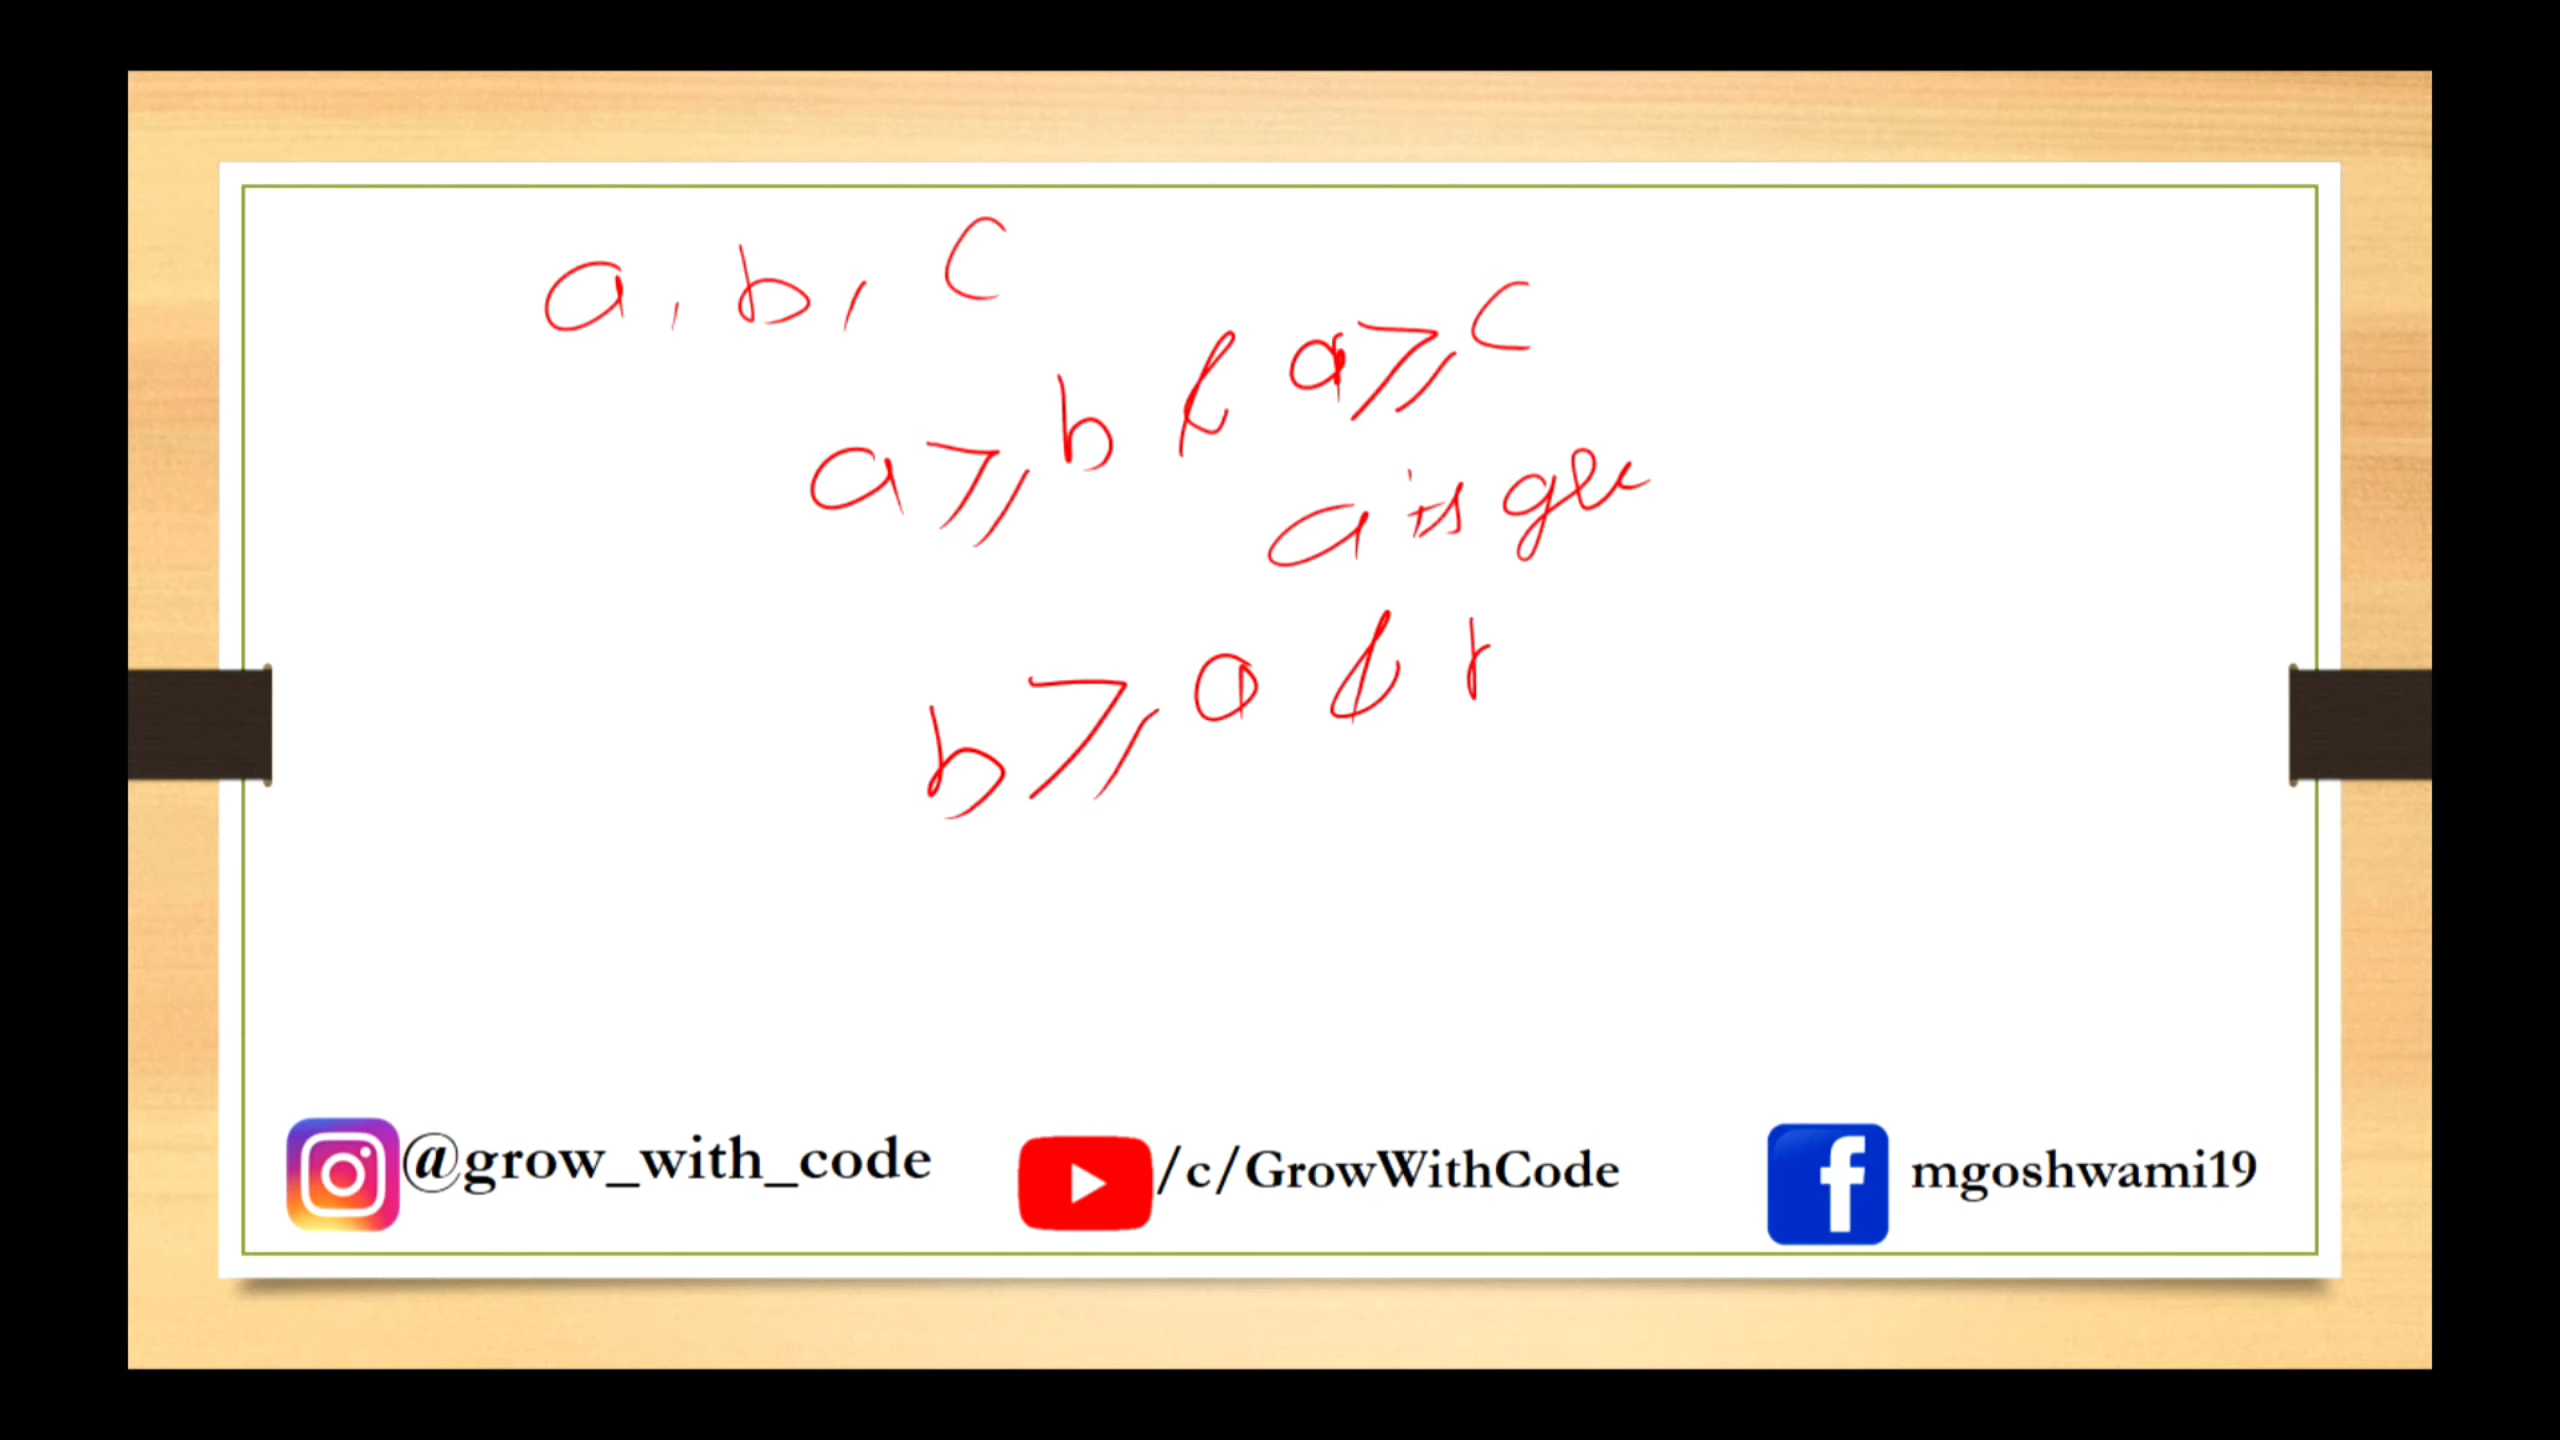 a, b, c
a ≥ b & a ≥ c
a is gre
b ≥ a &
@grow_with_code
/c/GrowWithCode
mgoshwami19